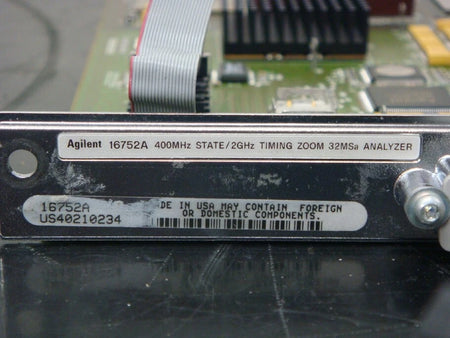 Agilent 16752A 400MHz STATE/2GHz TIMING ZOOM 32MSa ANALYZER
16752A DE IN USA MAY CONTAIN FOREIGN
US40210234 OR DOMESTIC COMPONENTS.